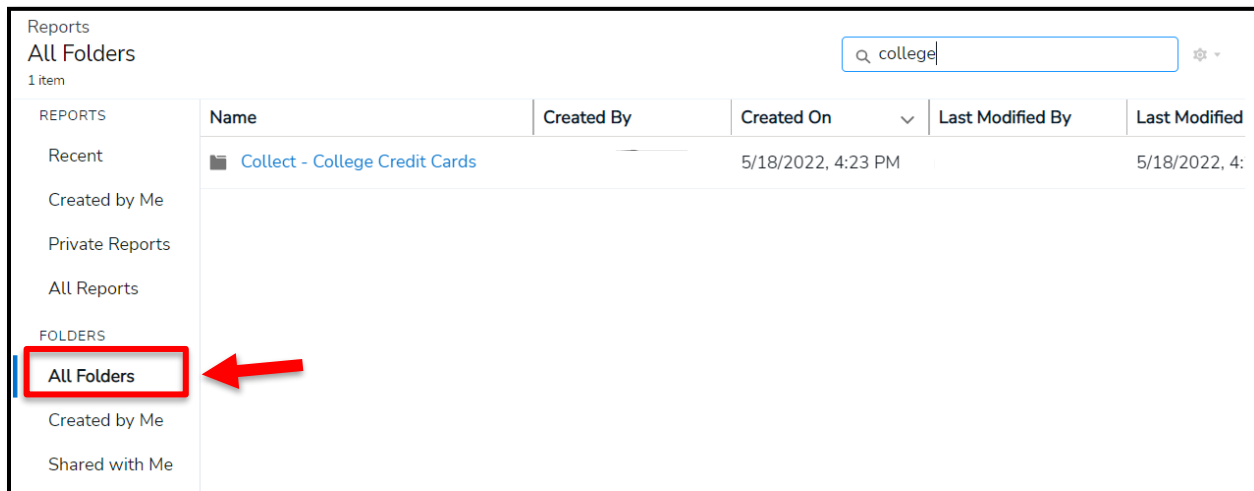 Reports
All Folders
1 item
college
REPORTS
Recent
Created by Me
Private Reports
All Reports
FOLDERS
All Folders
Created by Me
Shared with Me
Name Created By Created On Last Modified By Last Modified
Collect - College Credit Cards 5/18/2022, 4:23 PM 5/18/2022, 4: